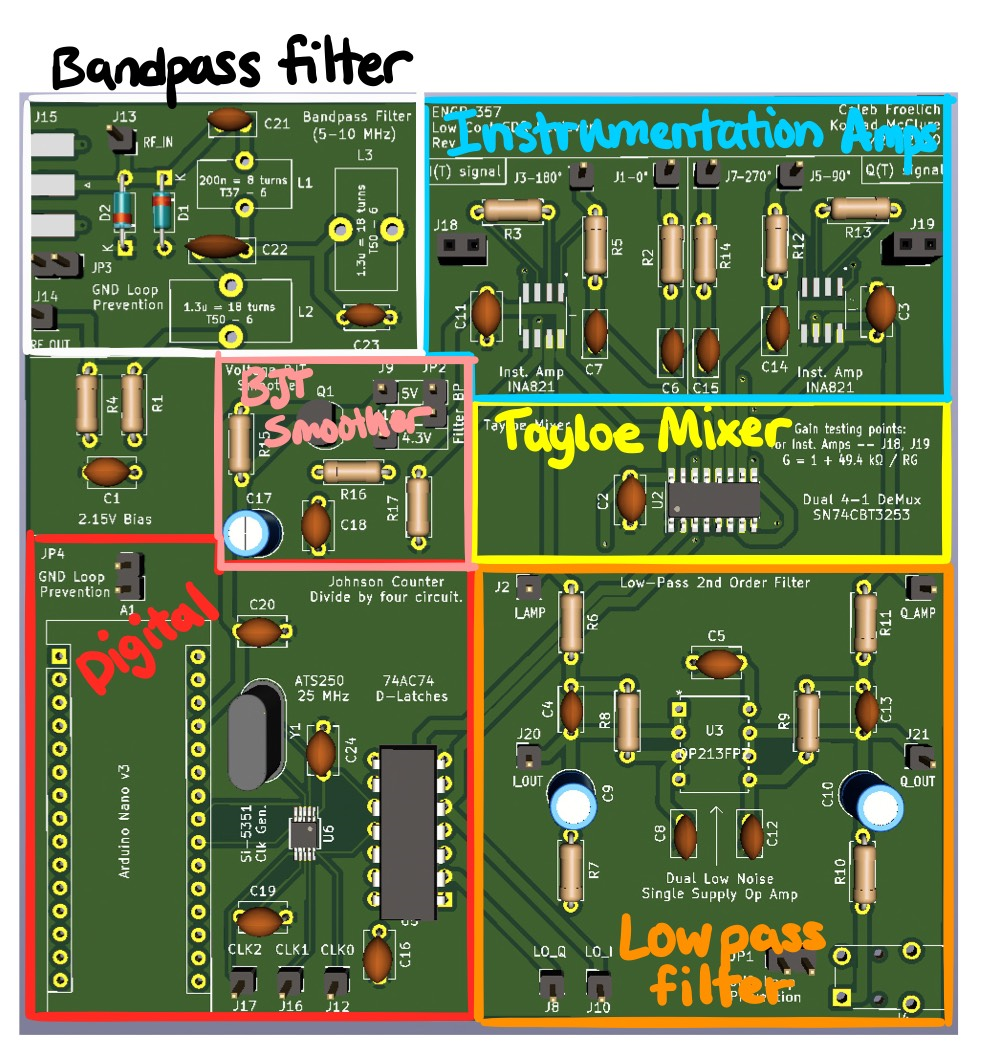 Bandpass filter
J15
J13
RF_IN
C21
Bandpass Filter
(5-10 MHz)
200n = 8 turns
T37 - 6
L1
L3
1.3u = 18 turns
T50 - 6
D2
D1
K
K
C22
JP3
GND Loop
Prevention
1.3u = 18 turns
T50 - 6
L2
J14
RF_OUT
C23
ENGR 357
Low Cost SDR
Rev
Instrumentation Amps
Caleb Froelich
I(T) signal
J3-180°
J1-0°
J7-270°
J5-90°
Q(T) signal
J18
R3
R5
R2
R14
R12
R13
J19
C11
C7
C6
C15
C14
C3
Inst. Amp
INA821
Inst. Amp
INA821
R4
R1
C1
2.15V Bias
BJT
Smoother
Q1
J9
JP2
5V
4.3V
Filter BP
R15
R16
R17
C17
C18
Tayloe Mixer
Tayloe Mixer
Gain testing points:
for Inst. Amps -- J18, J19
G = 1 + 49.4 kΩ / RG
C2
U2
Dual 4-1 DeMux
SN74CBT3253
JP4
GND Loop
Prevention
A1
Digital
Johnson Counter
Divide by four circuit.
C20
ATS250
25 MHz
74AC74
D-Latches
Y1
C24
Arduino Nano v3
Si-5351
Clk Gen.
U6
C19
CLK2
CLK1
CLK0
C16
J17
J16
J12
J2
I_AMP
Low-Pass 2nd Order Filter
Q_AMP
R6
R11
C5
C4
R8
U3
OP213FPZ
R9
C13
J20
I_OUT
J21
Q_OUT
C9
C10
C8
C12
R7
R10
Dual Low Noise
Single Supply Op Amp
Lowpass
filter
LO_Q
LO_I
J8
J10
JP1